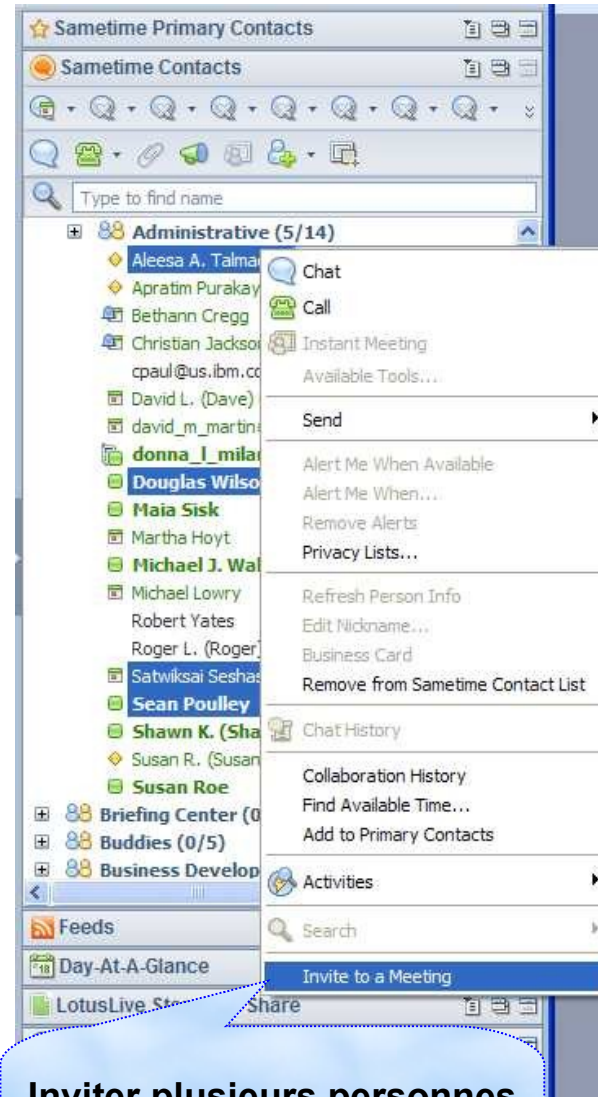 Sametime Primary Contacts
Sametime Contacts
Type to find name
Administrative (5/14)
Aleesa A. Talma
Apratim Purakay
Bethann Cregg
Christian Jackso
cpaul@us.ibm.co
David L. (Dave)
david_m_martin
donna_l_mila
Douglas Wilso
Maia Sisk
Martha Hoyt
Michael J. Wal
Michael Lowry
Robert Yates
Roger L. (Roger)
Satwiksai Seshas
Sean Poulley
Shawn K. (Sha
Susan R. (Susan
Susan Roe
Briefing Center (0
Buddies (0/5)
Business Develop
Feeds
18 Day-At-A-Glance
LotusLive Share
Chat
Call
Instant Meeting
Available Tools...
Send
Alert Me When Available
Alert Me When...
Remove Alerts
Privacy Lists...
Refresh Person Info
Edit Nickname...
Business Card
Remove from Sametime Contact List
Chat History
Collaboration History
Find Available Time...
Add to Primary Contacts
Activities
Search
Invite to a Meeting
Inviter plusieurs personnes